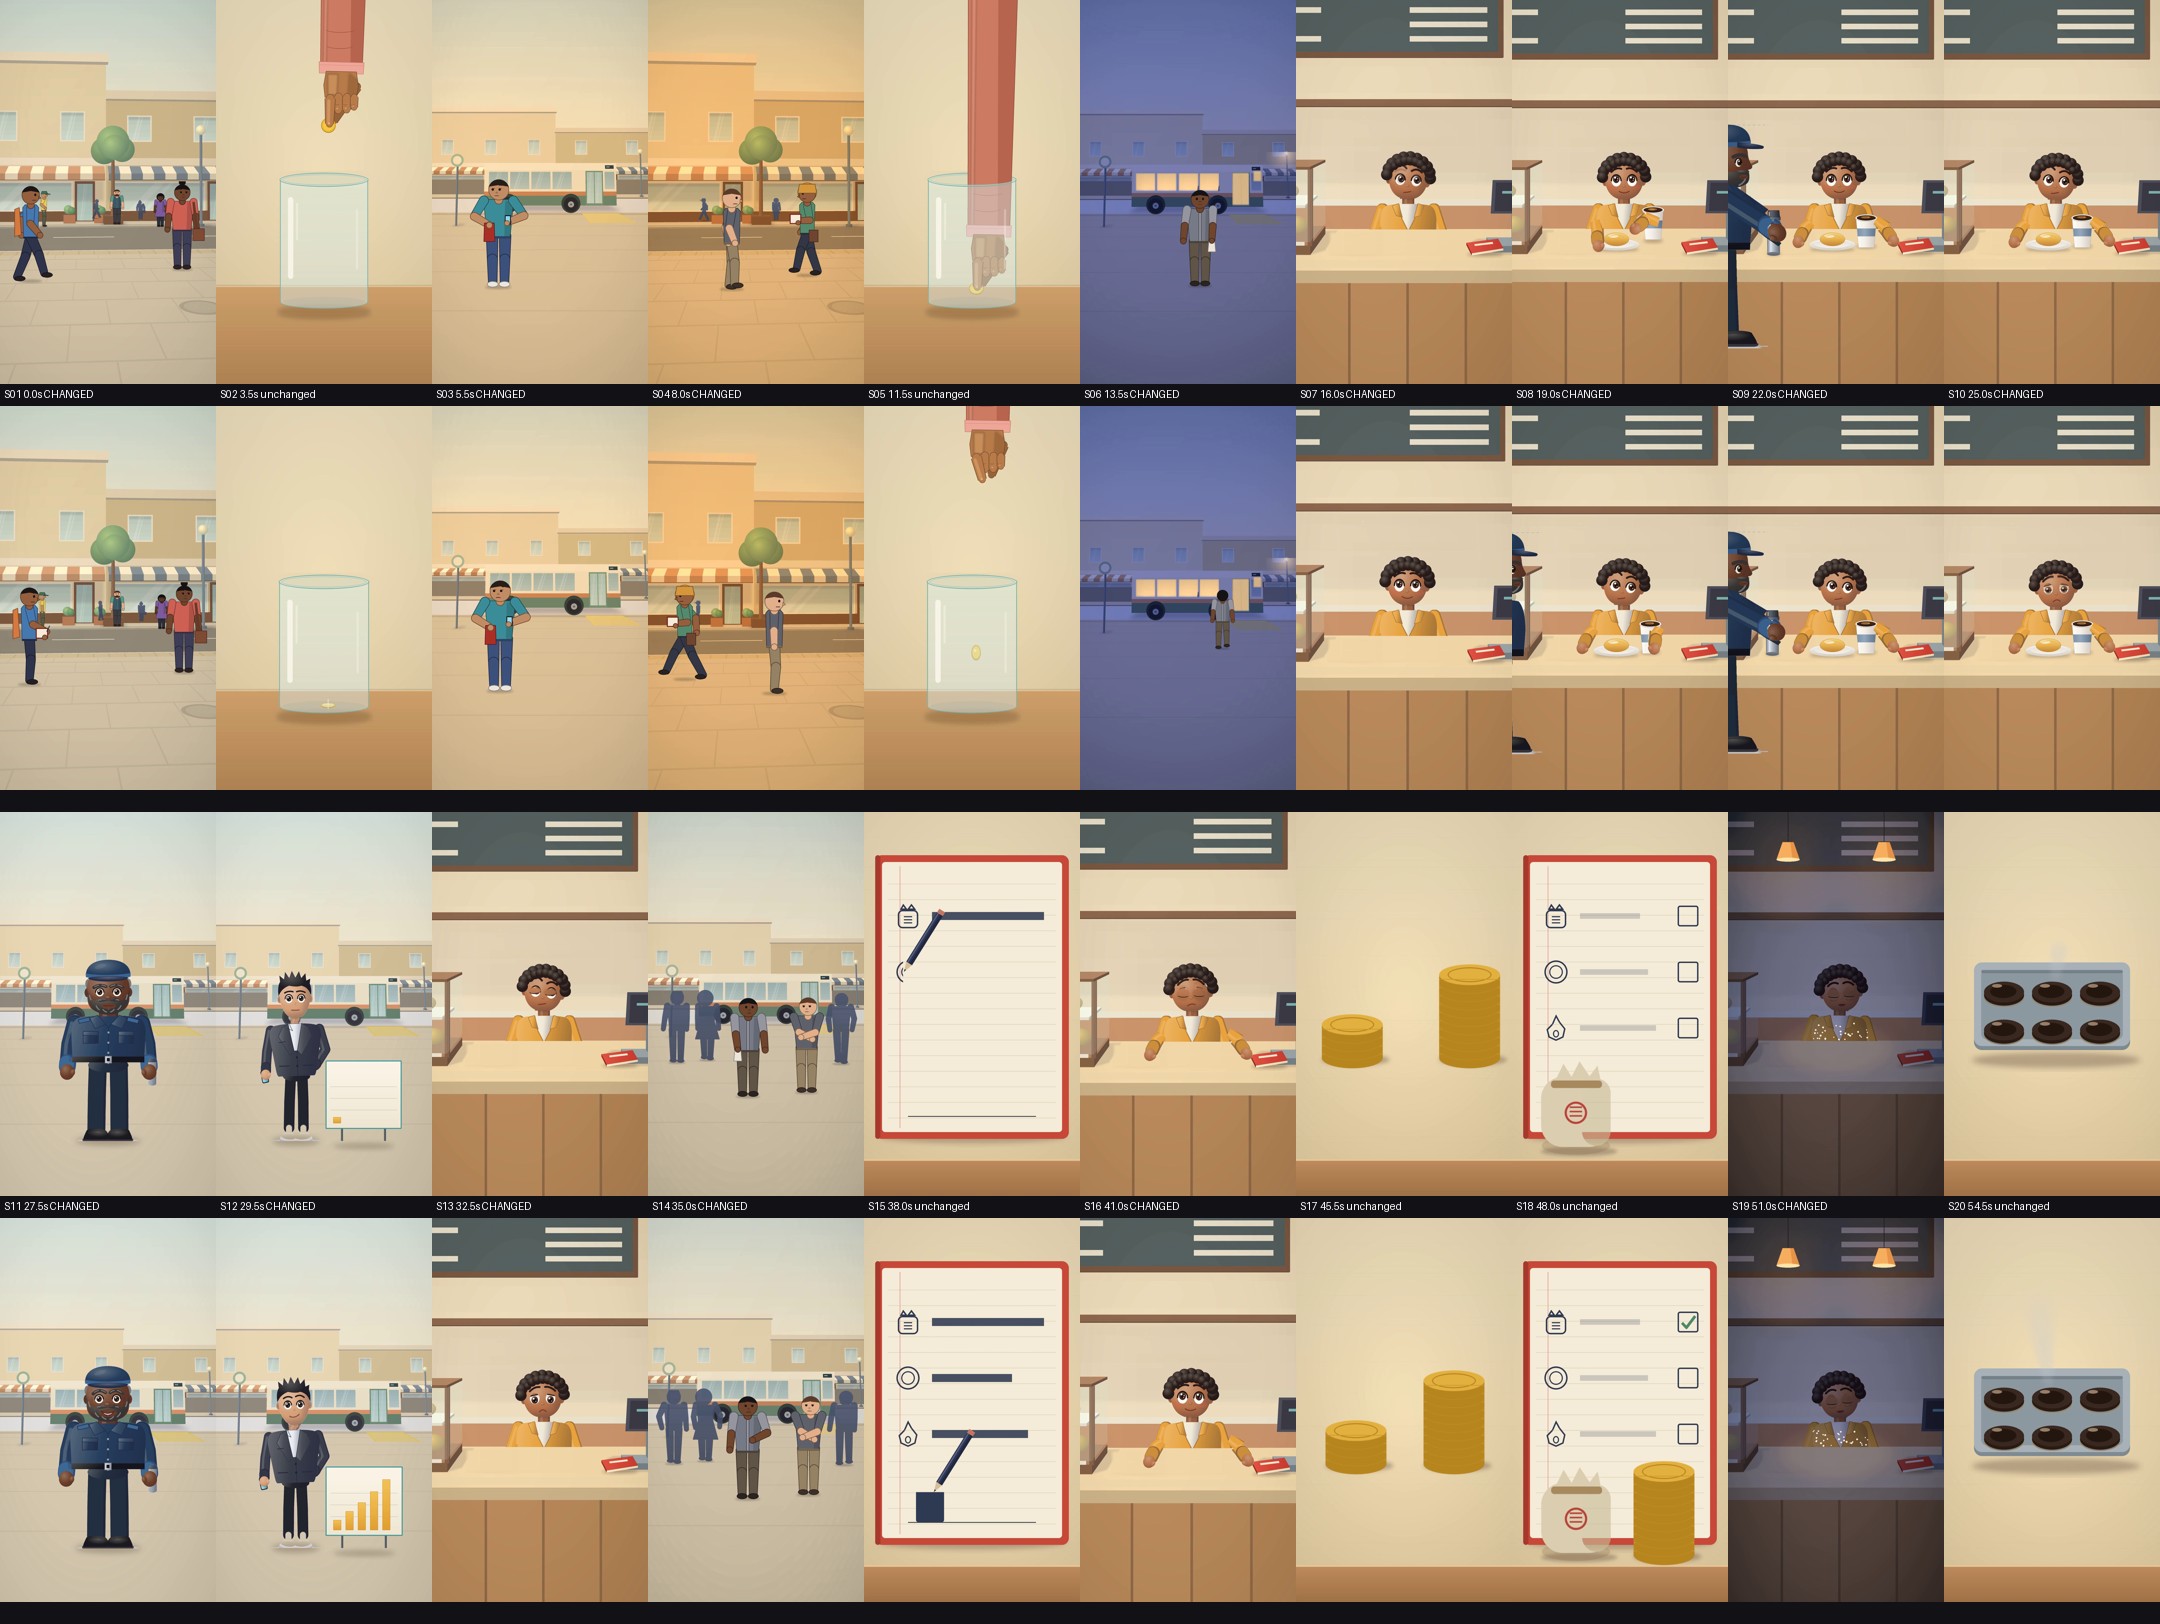 S01 0.0s CHANGED
S02 3.5s unchanged
S03 5.5s CHANGED
S04 8.0s CHANGED
S05 11.5s unchanged
S06 13.5s CHANGED
S07 16.0s CHANGED
S08 19.0s CHANGED
S09 22.0s CHANGED
S10 25.0s CHANGED
S11 27.5s CHANGED
S12 29.5s CHANGED
S13 32.5s CHANGED
S14 35.0s CHANGED
S15 38.0s unchanged
S16 41.0s CHANGED
S17 45.5s unchanged
S18 48.0s unchanged
S19 51.0s CHANGED
S20 54.5s unchanged